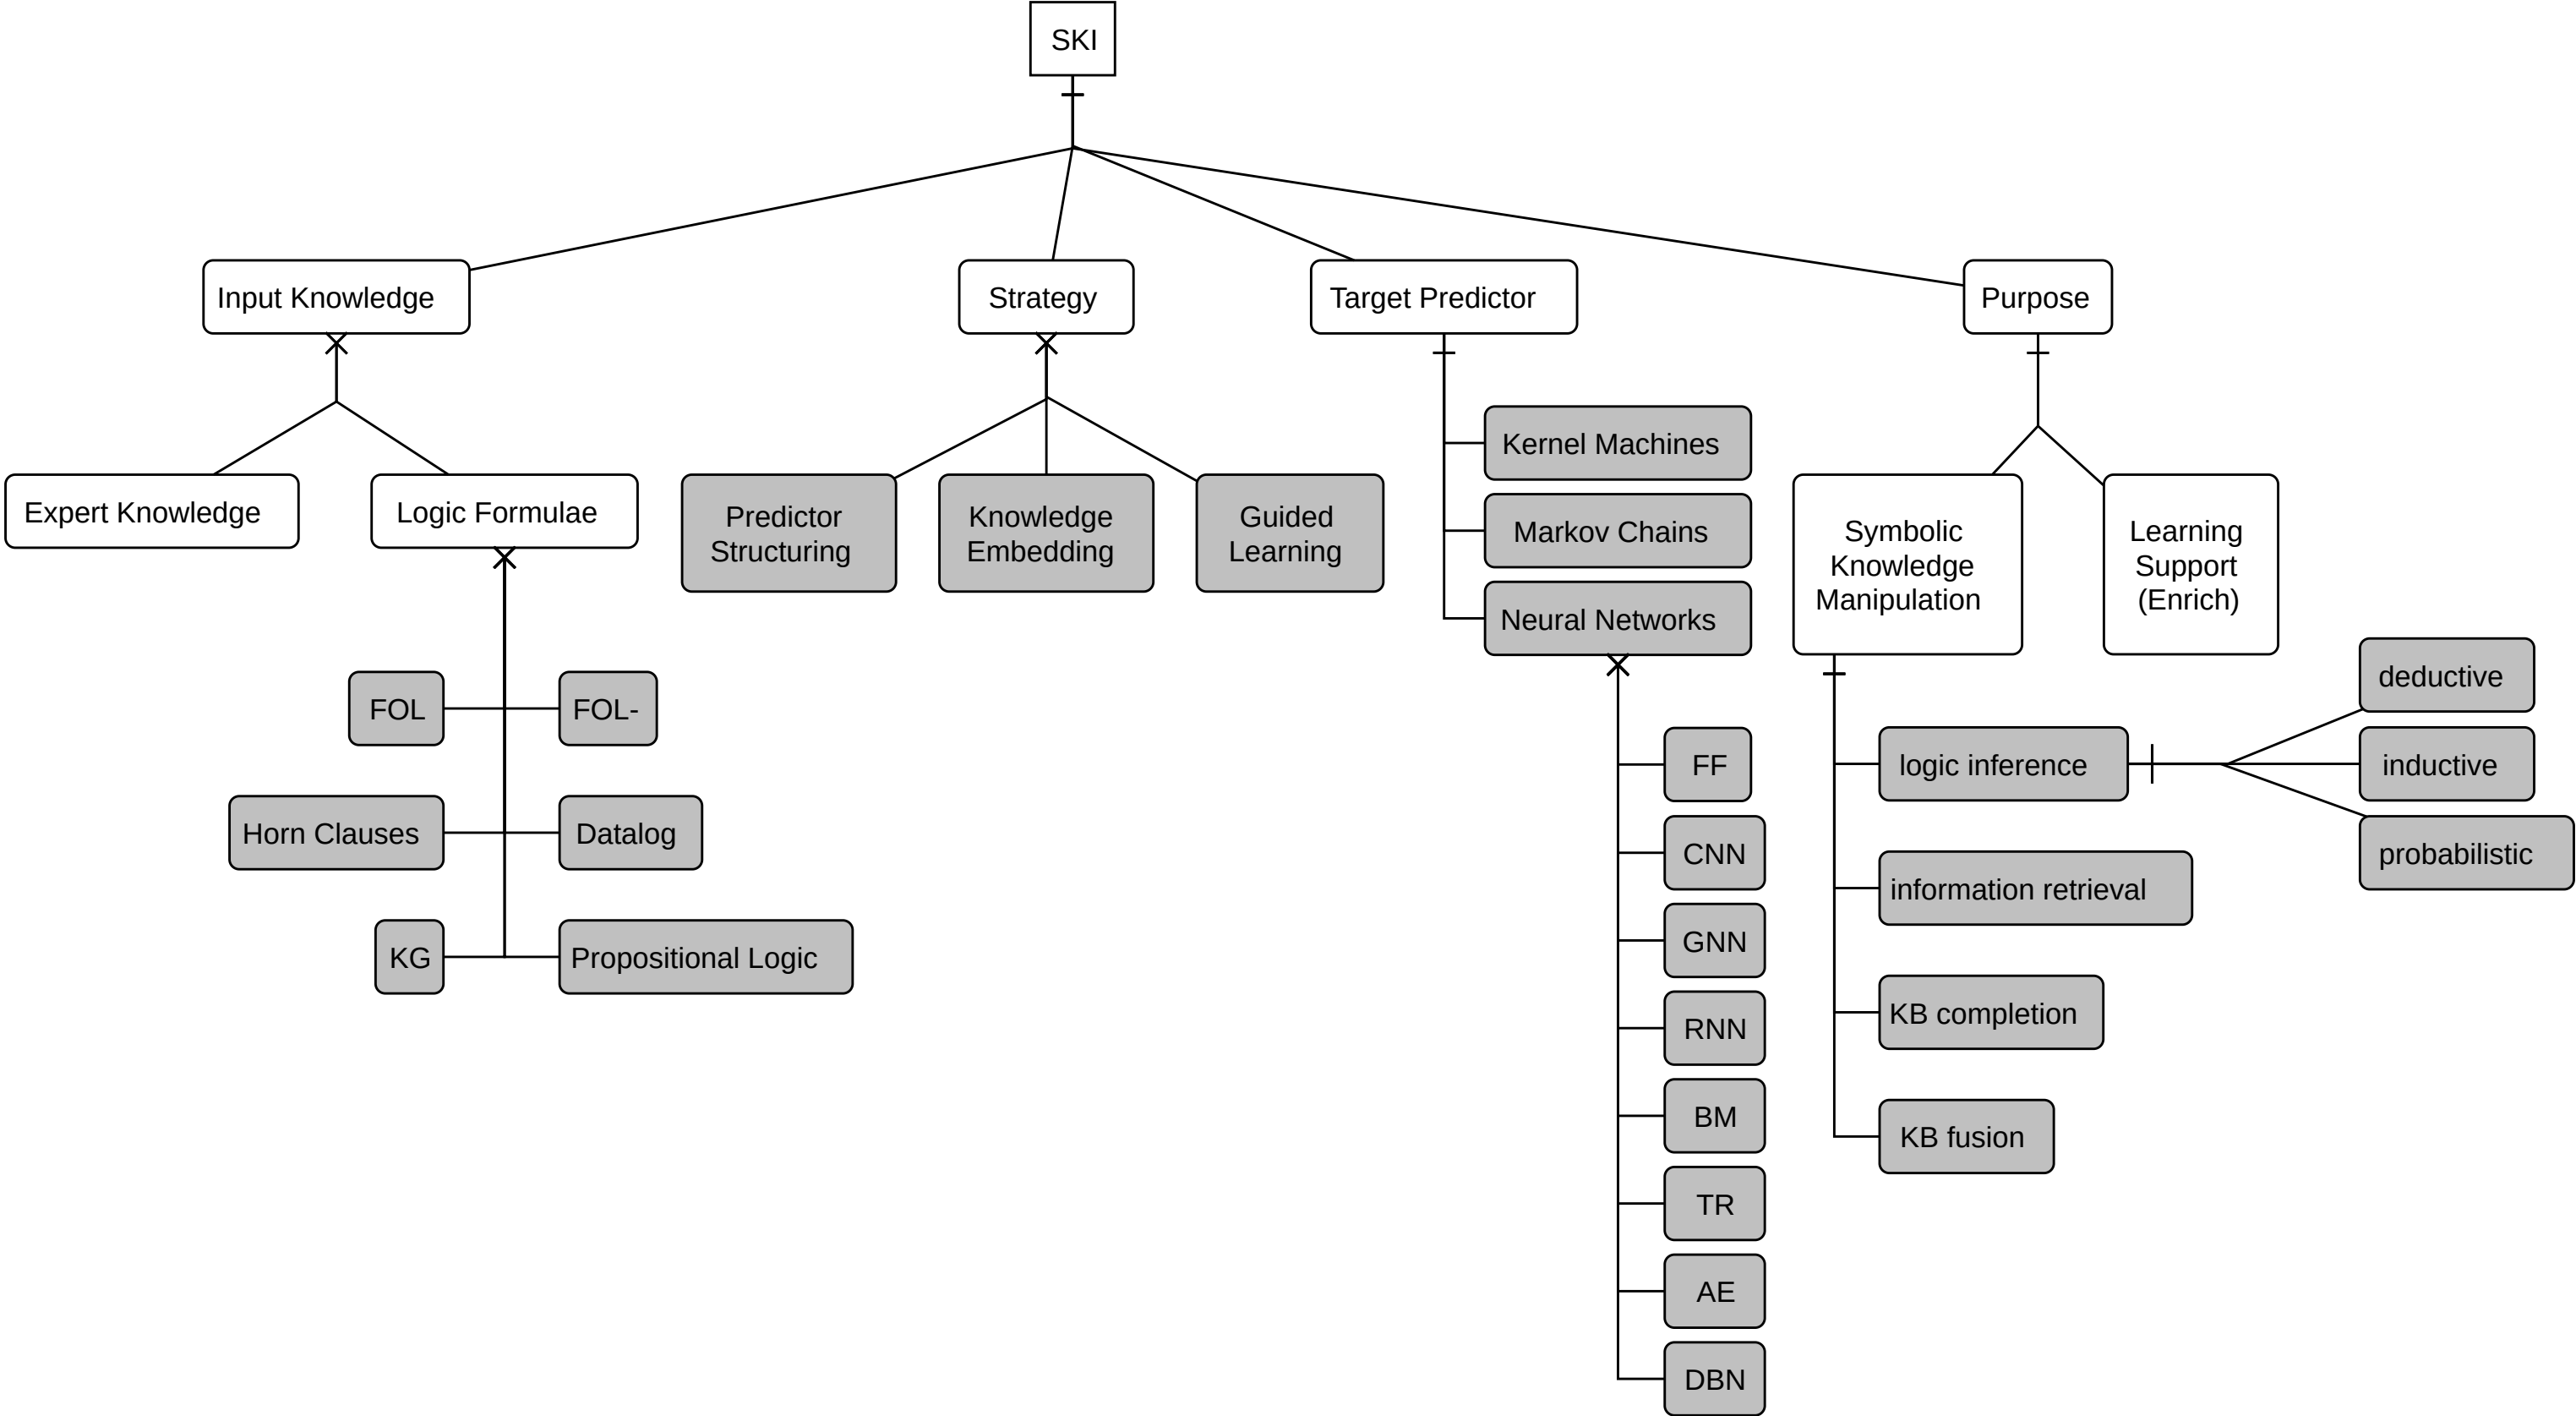 SKI
Input Knowledge
Strategy
Target Predictor
Purpose
Expert Knowledge
Logic Formulae
Predictor
Structuring
Knowledge
Embedding
Guided
Learning
Kernel Machines
Markov Chains
Neural Networks
Symbolic
Knowledge
Manipulation
Learning
Support
(Enrich)
FOL
FOL-
Horn Clauses
Datalog
KG
Propositional Logic
FF
CNN
GNN
RNN
BM
TR
AE
DBN
logic inference
information retrieval
KB completion
KB fusion
deductive
inductive
probabilistic